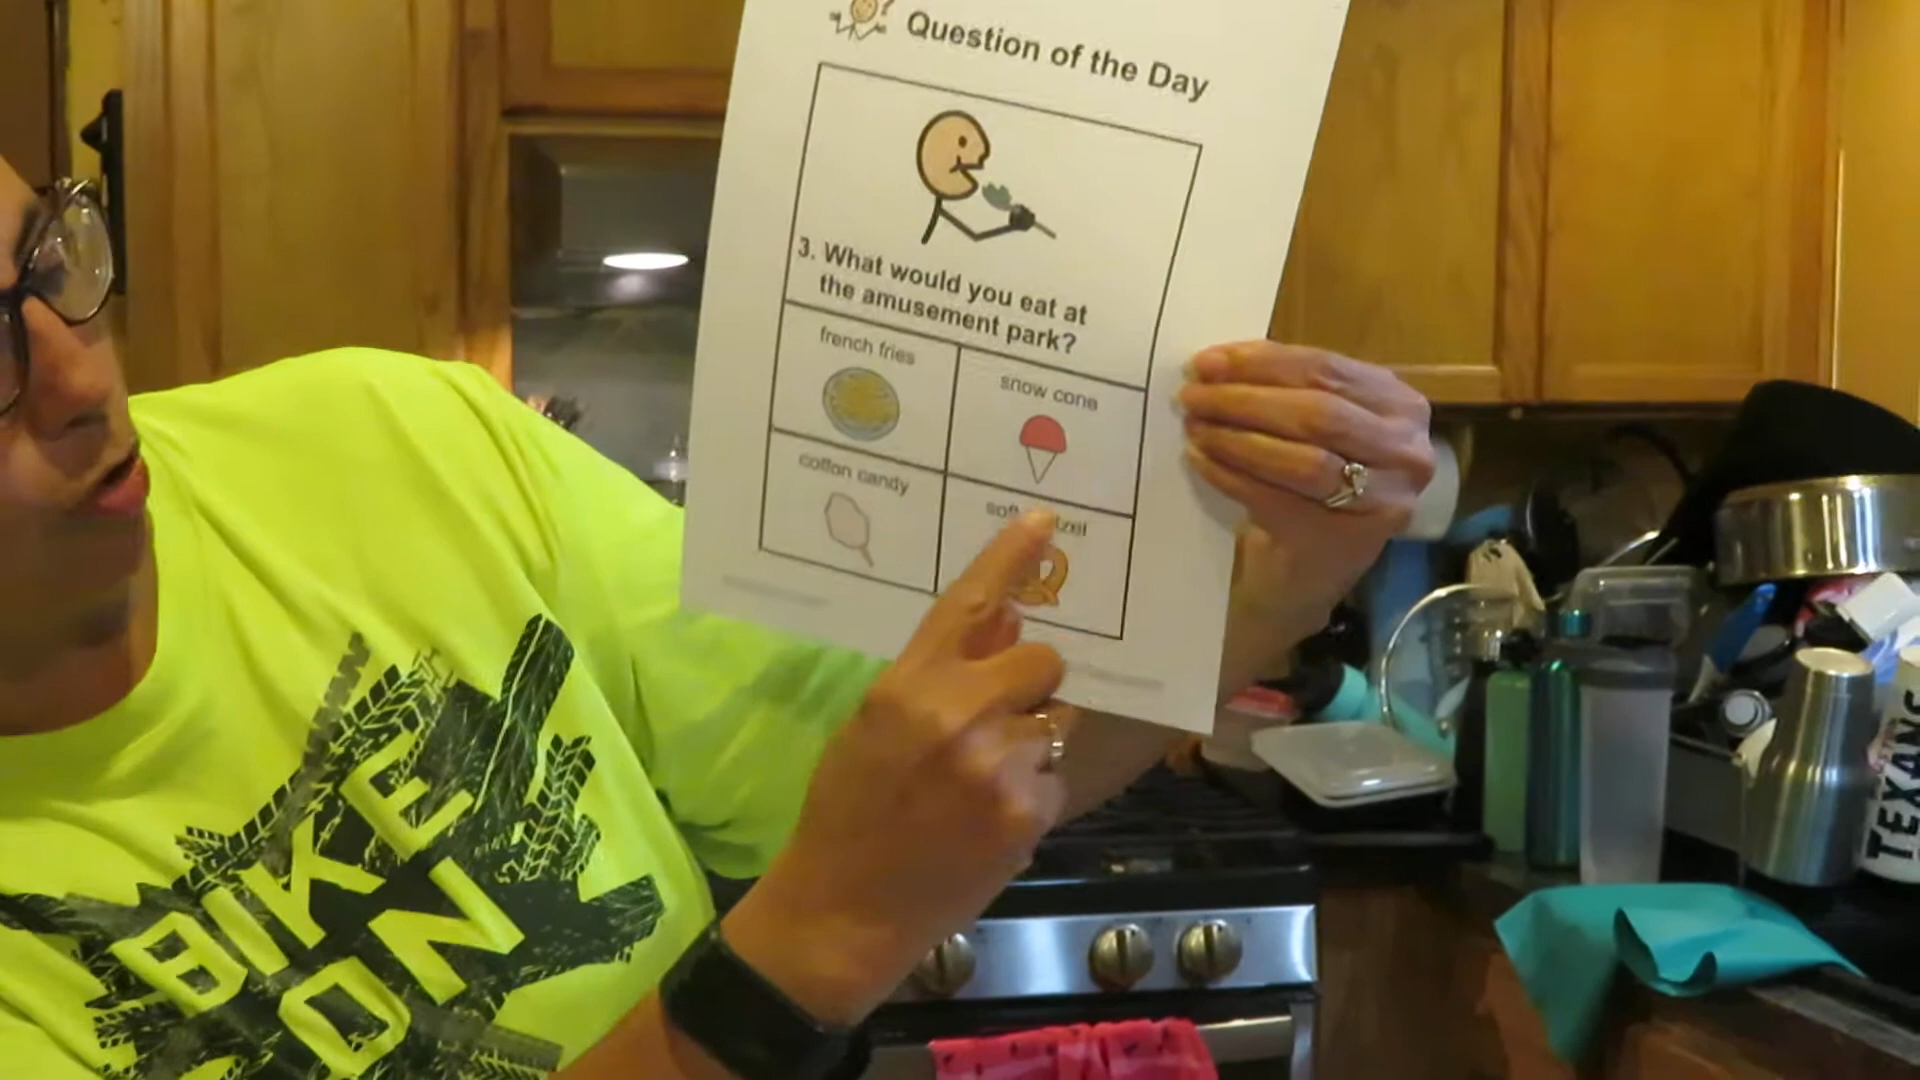 Question of the Day
3. What would you eat at
the amusement park?
french fries
snow cone
cotton candy
soft
BIKE
ON
TEXANS